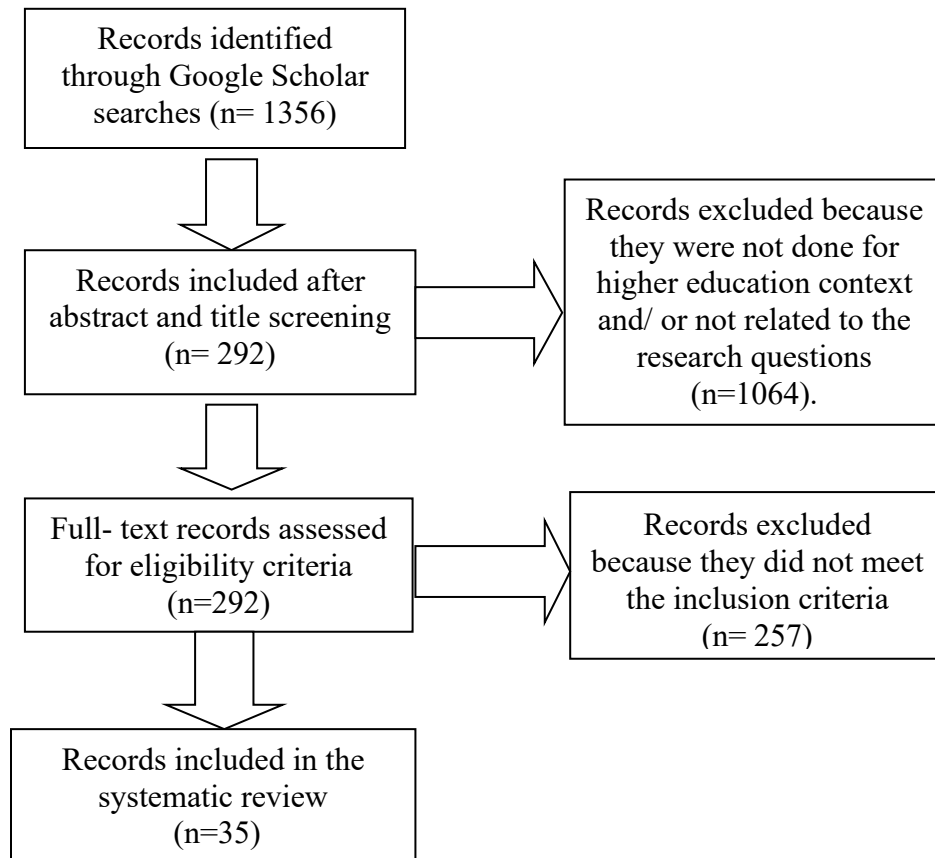 Records identified
through Google Scholar
searches (n= 1356)
Records included after
abstract and title screening
(n= 292)
Records excluded because
they were not done for
higher education context
and/ or not related to the
research questions
(n=1064).
Full- text records assessed
for eligibility criteria
(n=292)
Records excluded
because they did not meet
the inclusion criteria
(n= 257)
Records included in the
systematic review
(n=35)